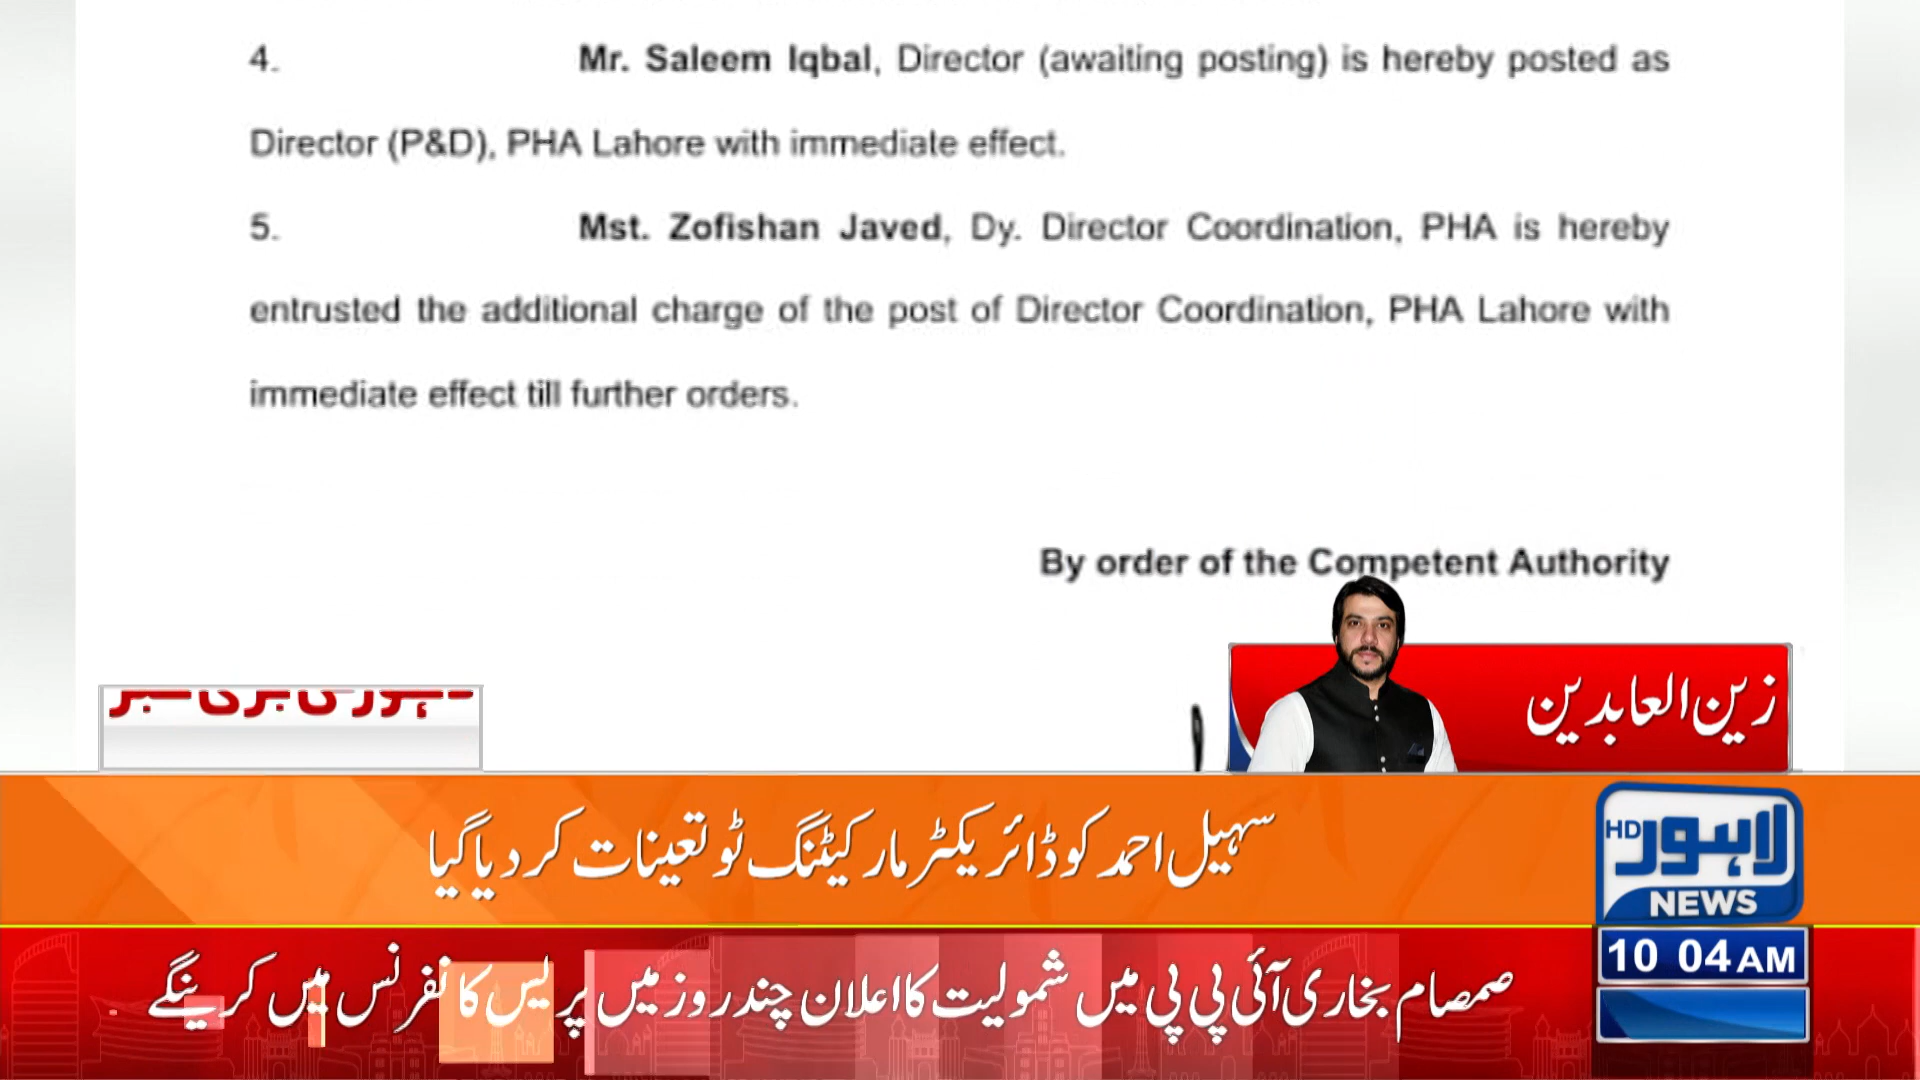 4. Mr. Saleem Iqbal, Director (awaiting posting) is hereby posted as
Director (P&D), PHA Lahore with immediate effect.
5. Mst. Zofishan Javed, Dy. Director Coordination, PHA is hereby
entrusted the additional charge of the post of Director Coordination, PHA Lahore with
immediate effect till further orders.
By order of the Competent Authority
زین العابدین
سہیل احمد کو ڈائریکٹر مارکیٹنگ ٹو تعینات کر دیا گیا
HD لاہور
NEWS
10 04 AM
صمصام بخاری آئی پی پی میں شمولیت کا اعلان چند روز میں پریس کانفرنس میں کرینگے